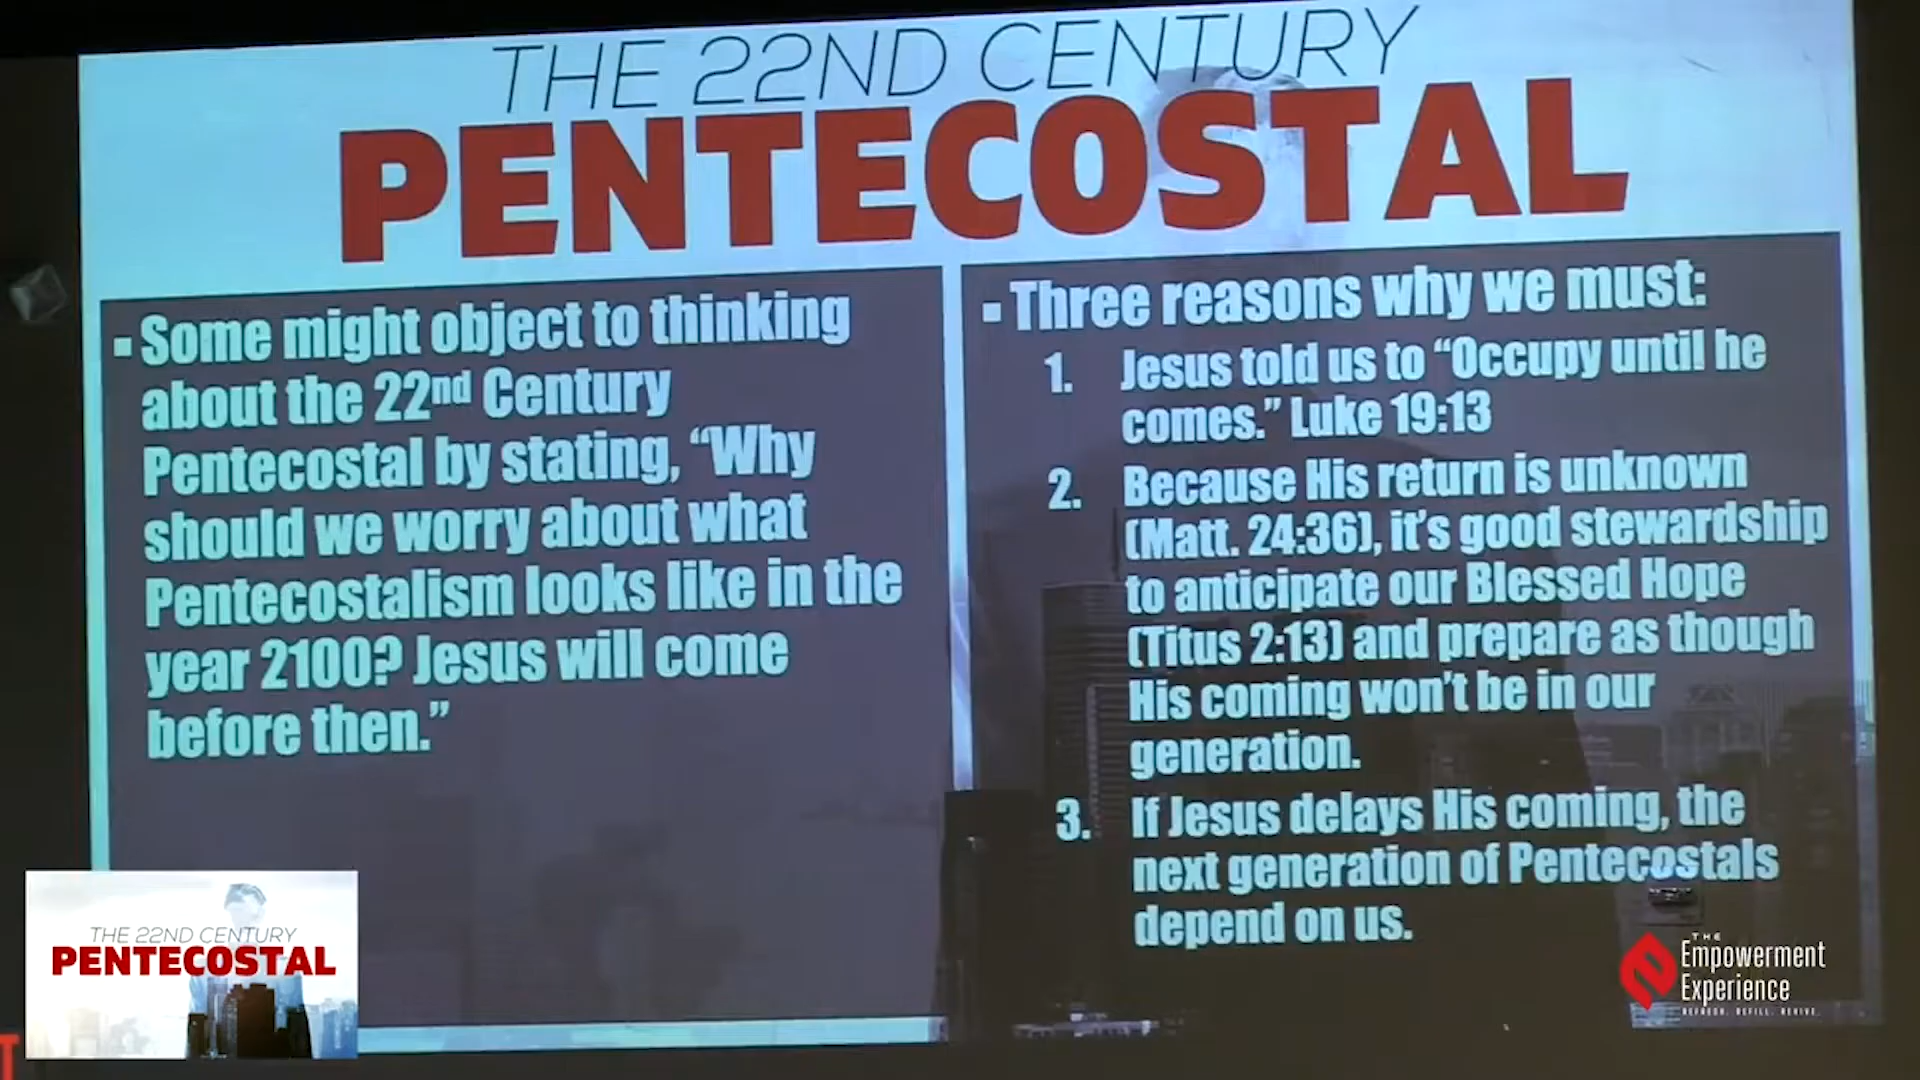 THE 22ND CENTURY
PENTECOSTAL
▪ Some might object to thinking
about the 22nd Century
Pentecostal by stating, “Why
should we worry about what
Pentecostalism looks like in the
year 2100? Jesus will come
before then.”
▪ Three reasons why we must:
1. Jesus told us to “Occupy until he
comes.” Luke 19:13
2. Because His return is unknown
(Matt. 24:36), it’s good stewardship
to anticipate our Blessed Hope
(Titus 2:13) and prepare as though
His coming won’t be in our
generation.
3. If Jesus delays His coming, the
next generation of Pentecostals
depend on us.
THE 22ND CENTURY
PENTECOSTAL
THE
Empowerment
Experience
REFRESH. REFILL. REVIVE.
T